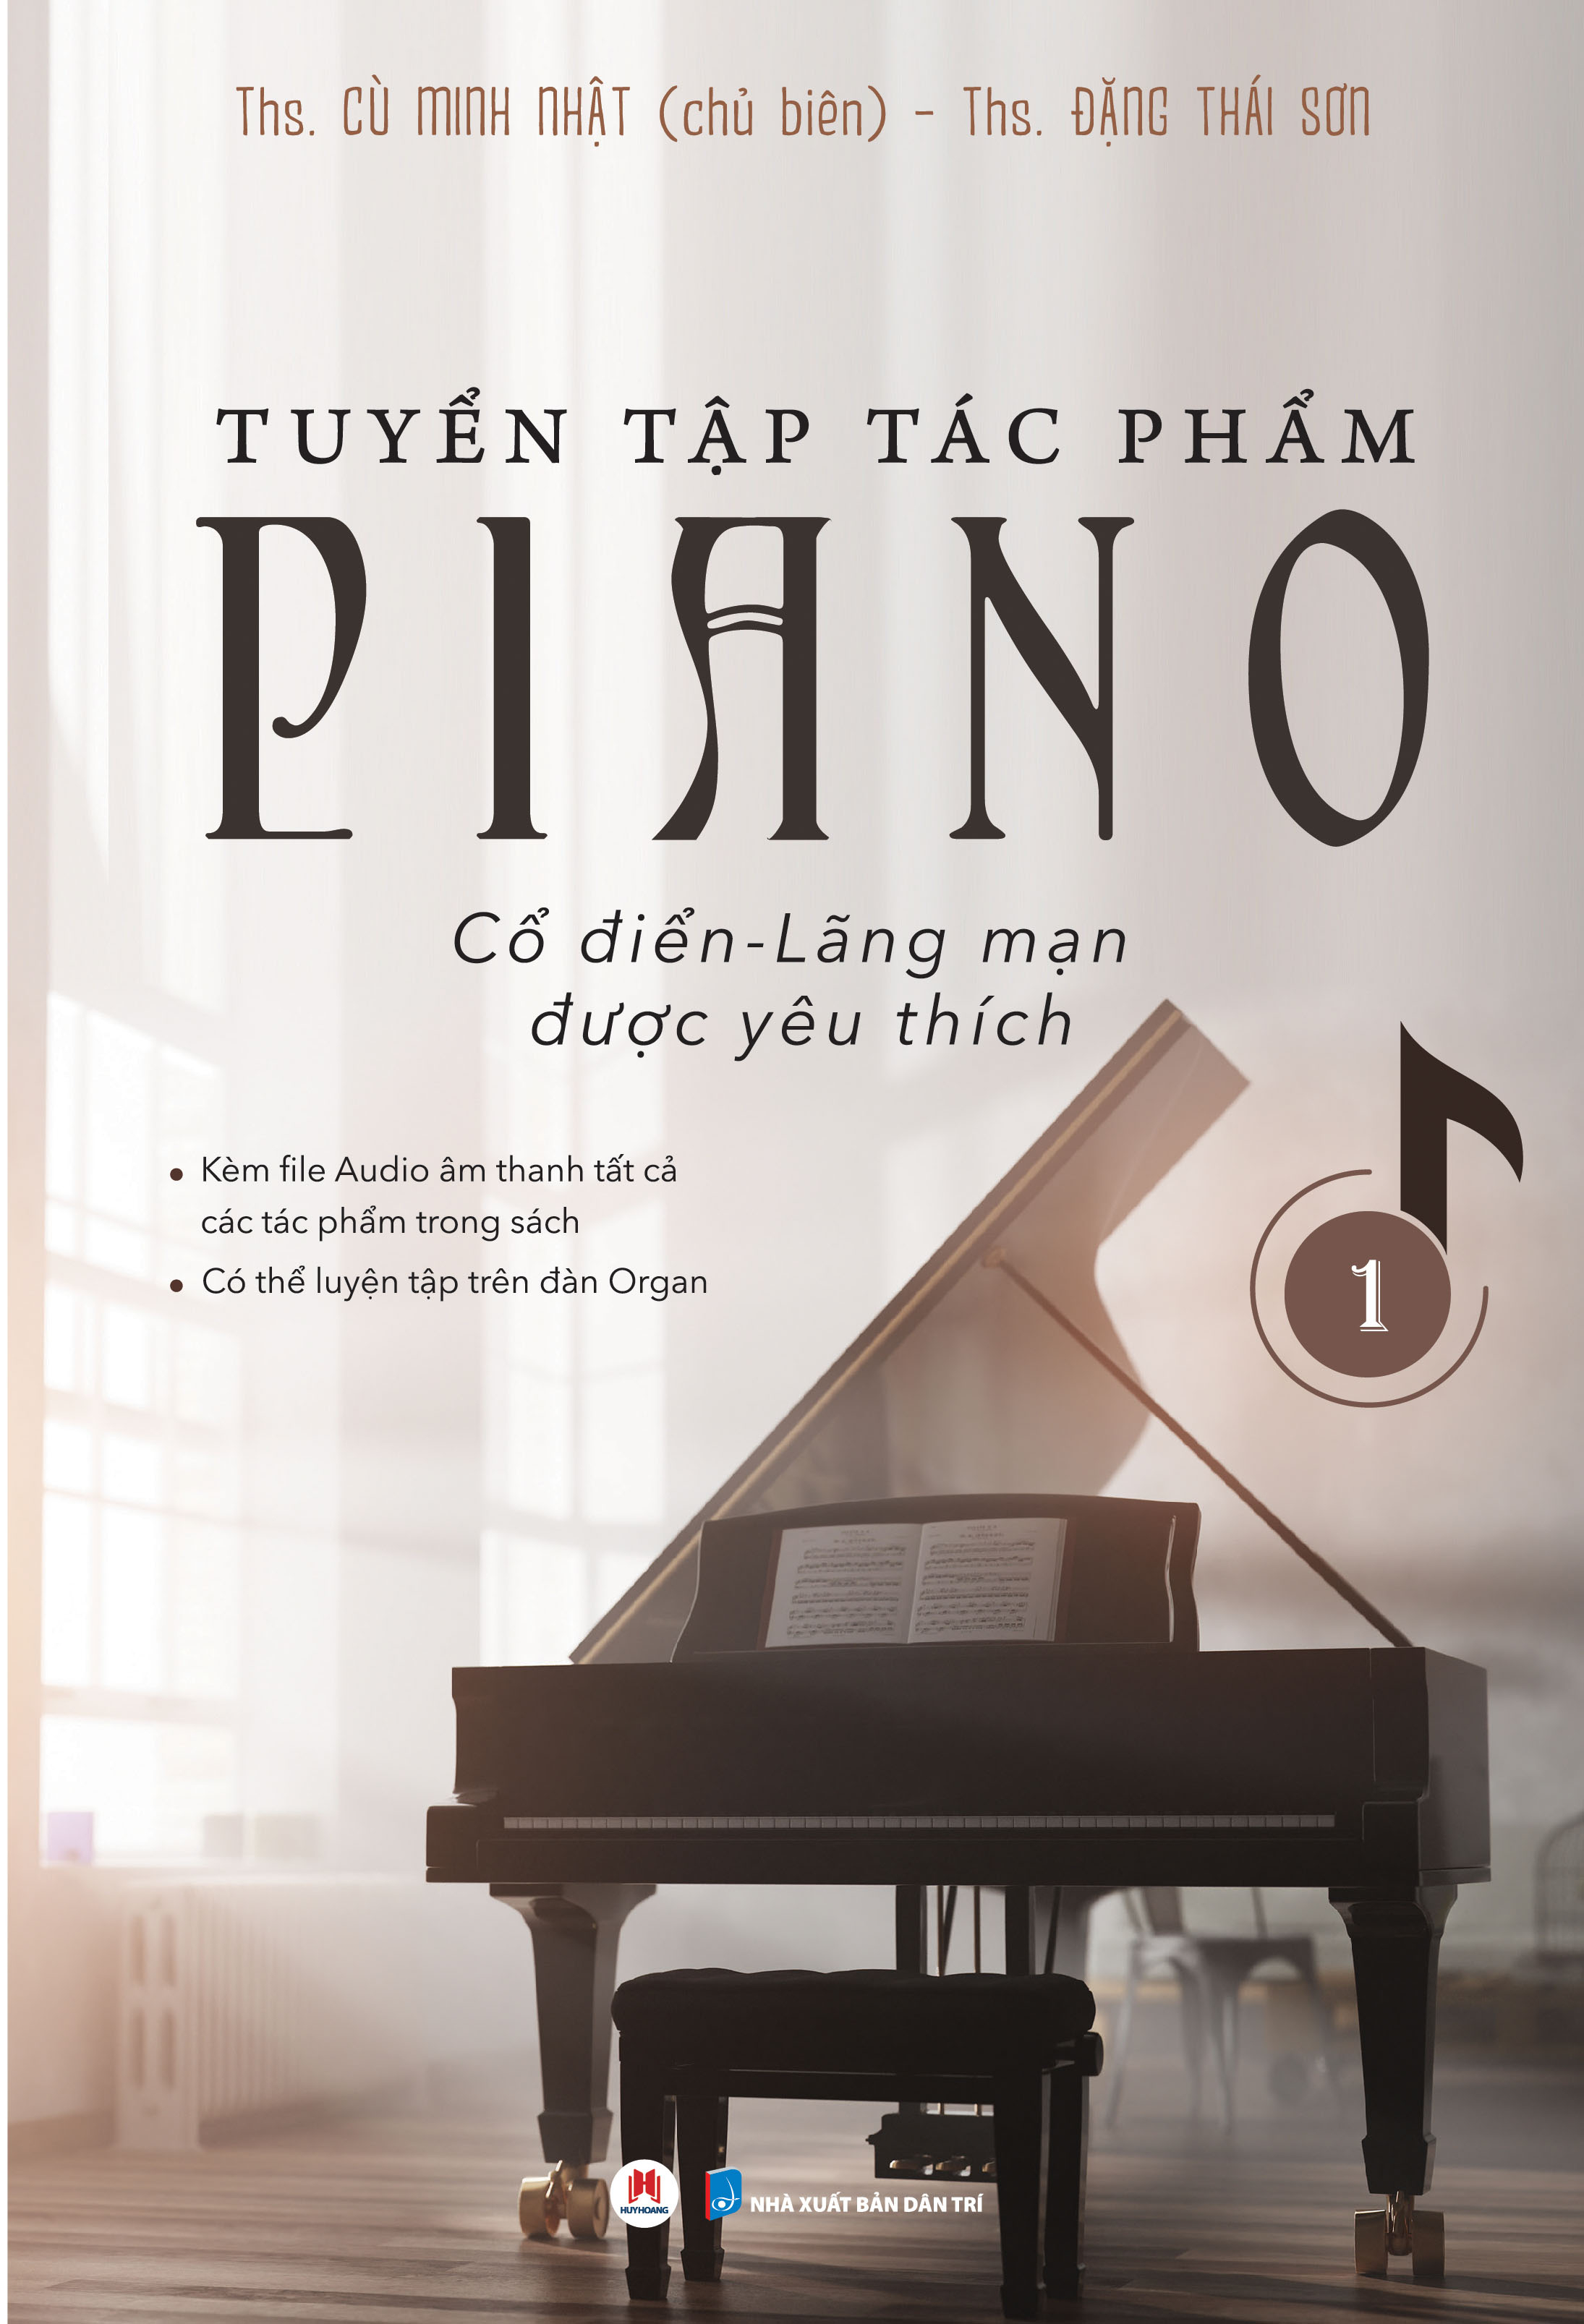 Ths. CÙ MINH NHẬT (chủ biên) - Ths. ĐẶNG THÁI SƠN
TUYỂN TẬP TÁC PHẨM
PIANO
Cổ điển-Lãng mạn
được yêu thích
• Kèm file Audio âm thanh tất cả
các tác phẩm trong sách
• Có thể luyện tập trên đàn Organ
1
HUYHOANG
NHÀ XUẤT BẢN DÂN TRÍ